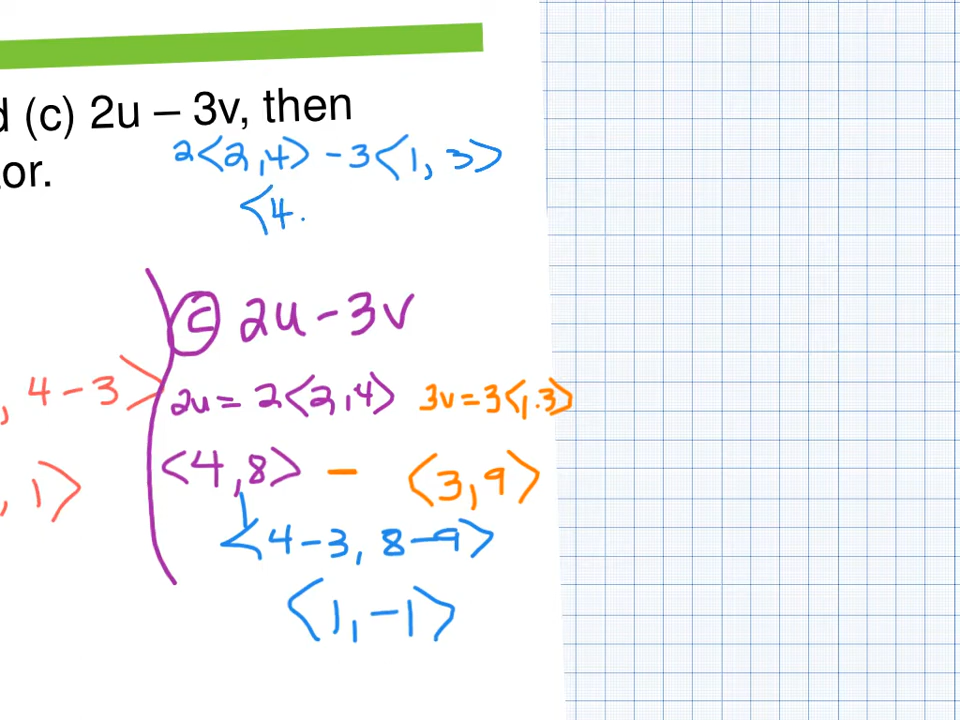 d (c) 2u – 3v, then
2<2,4> - 3<1, 3>
tor.
<4.
c 2u - 3v
, 4 - 3>
2u = 2<2,4> 3v = 3<1.3>
<4,8> - <3,9>
, 1>
<4-3, 8-9>
<1, -1>